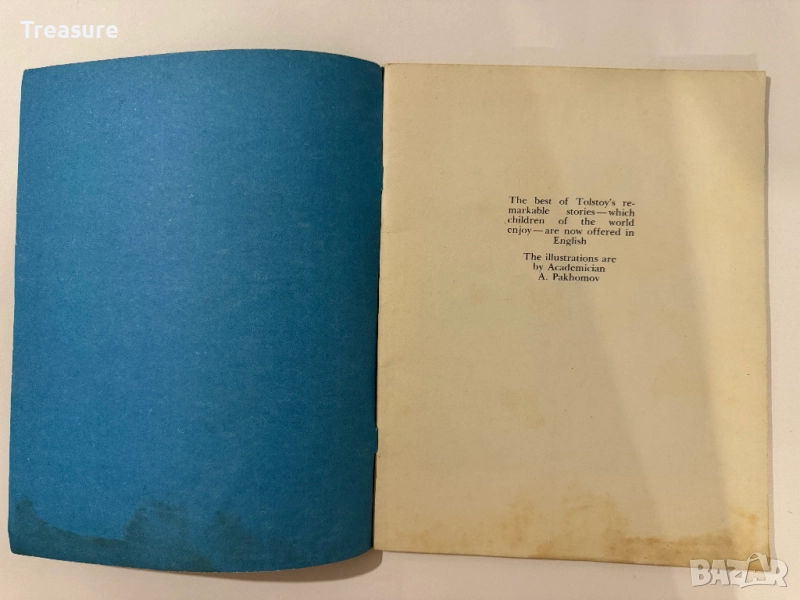 Treasure
The best of Tolstoy's re-
markable stories—which
children of the world
enjoy—are now offered in
English
The illustrations are
by Academician
A. Pakhomov
BAZAR